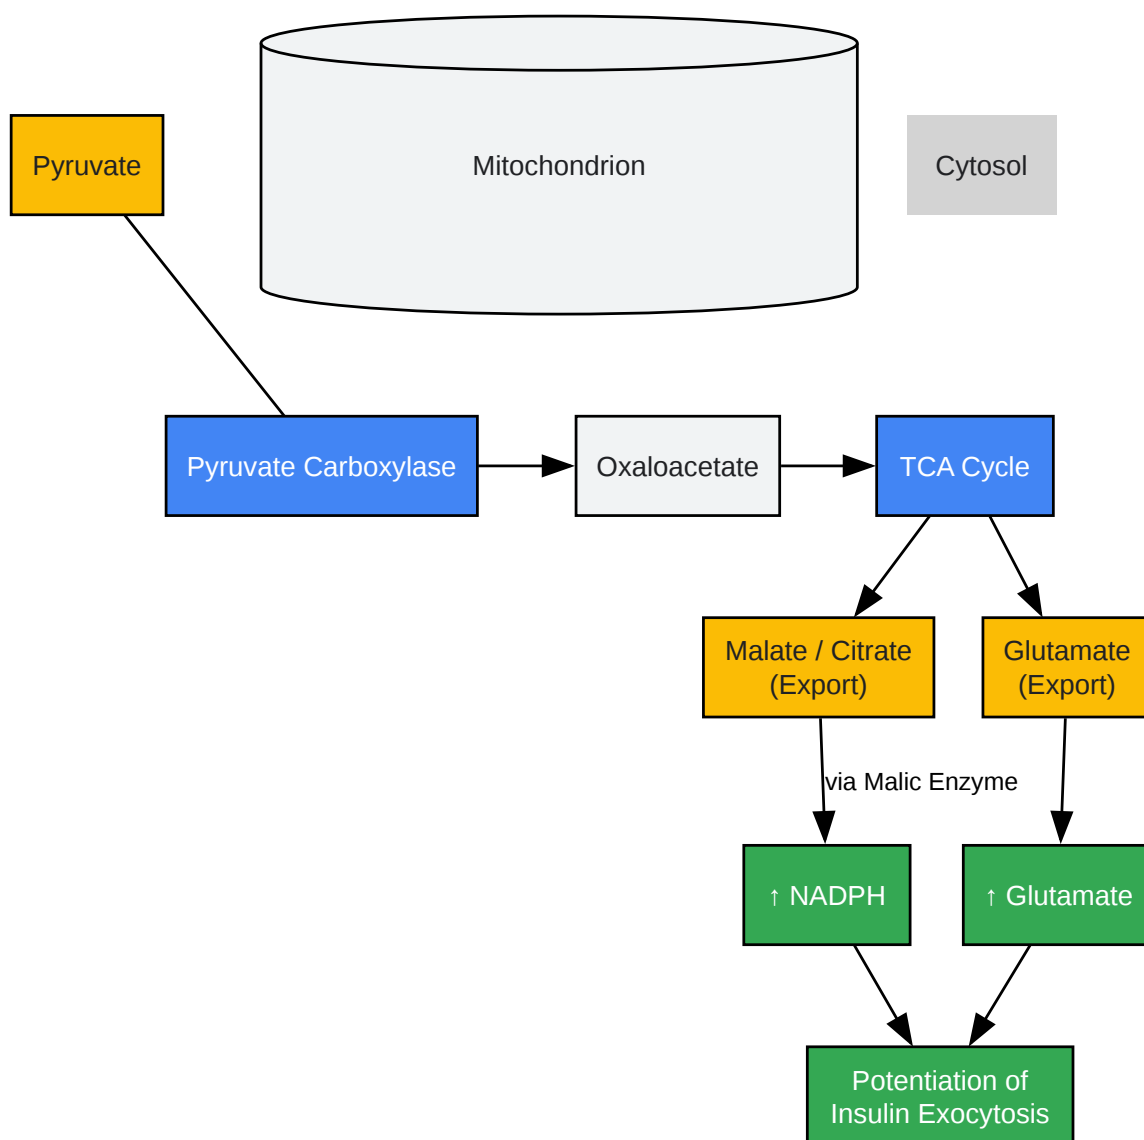 Pyruvate
Mitochondrion
Cytosol
Pyruvate Carboxylase
Oxaloacetate
TCA Cycle
Malate / Citrate
(Export)
Glutamate
(Export)
via Malic Enzyme
↑ NADPH
↑ Glutamate
Potentiation of
Insulin Exocytosis